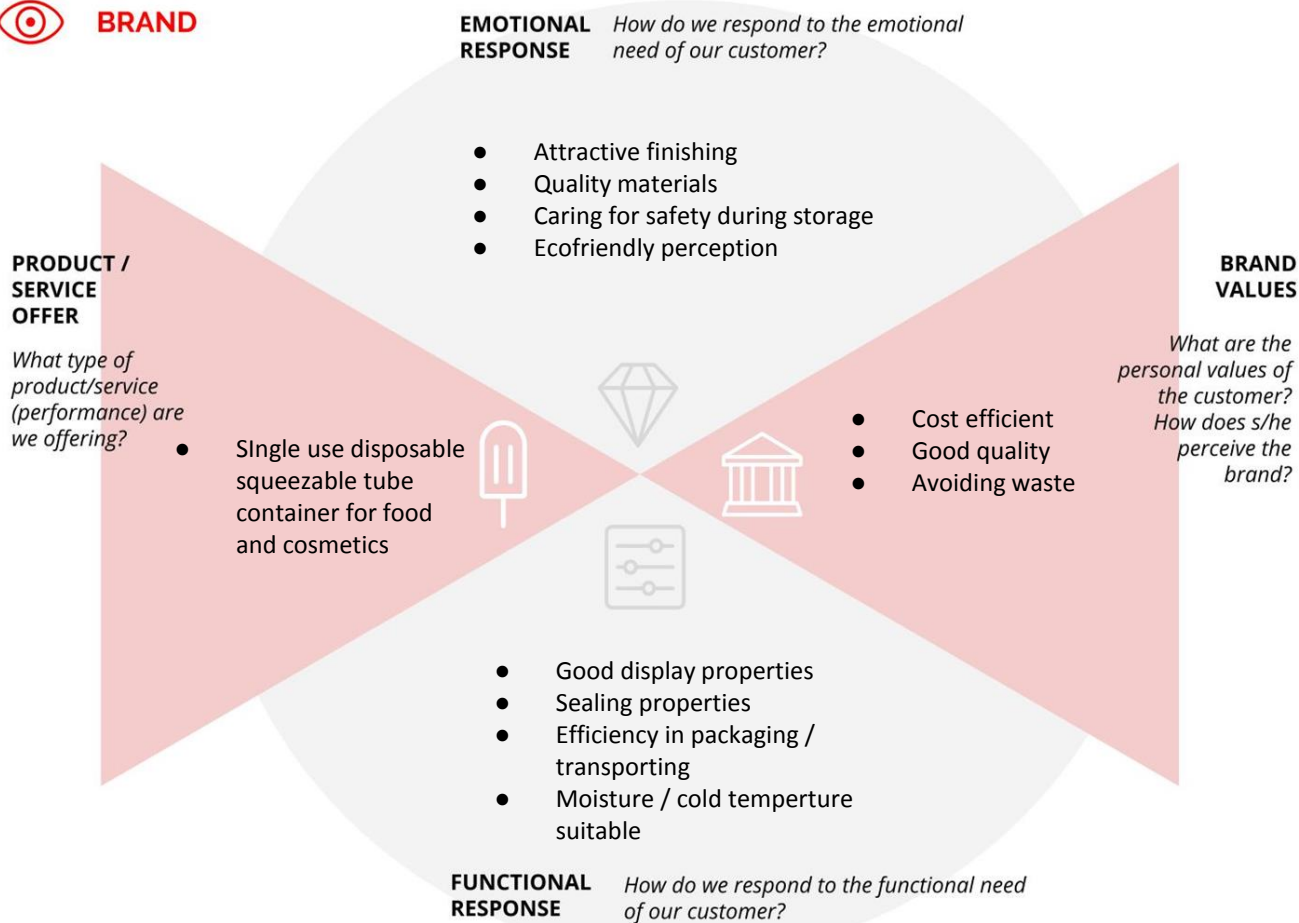 BRAND
EMOTIONAL
RESPONSE
How do we respond to the emotional
need of our customer?
● Attractive finishing
● Quality materials
● Caring for safety during storage
● Ecofriendly perception
PRODUCT /
SERVICE
OFFER
What type of
product/service
(performance) are
we offering?
● SIngle use disposable
squeezable tube
container for food
and cosmetics
BRAND
VALUES
What are the
personal values of
the customer?
How does s/he
perceive the
brand?
● Cost efficient
● Good quality
● Avoiding waste
● Good display properties
● Sealing properties
● Efficiency in packaging /
transporting
● Moisture / cold temperture
suitable
FUNCTIONAL
RESPONSE
How do we respond to the functional need
of our customer?